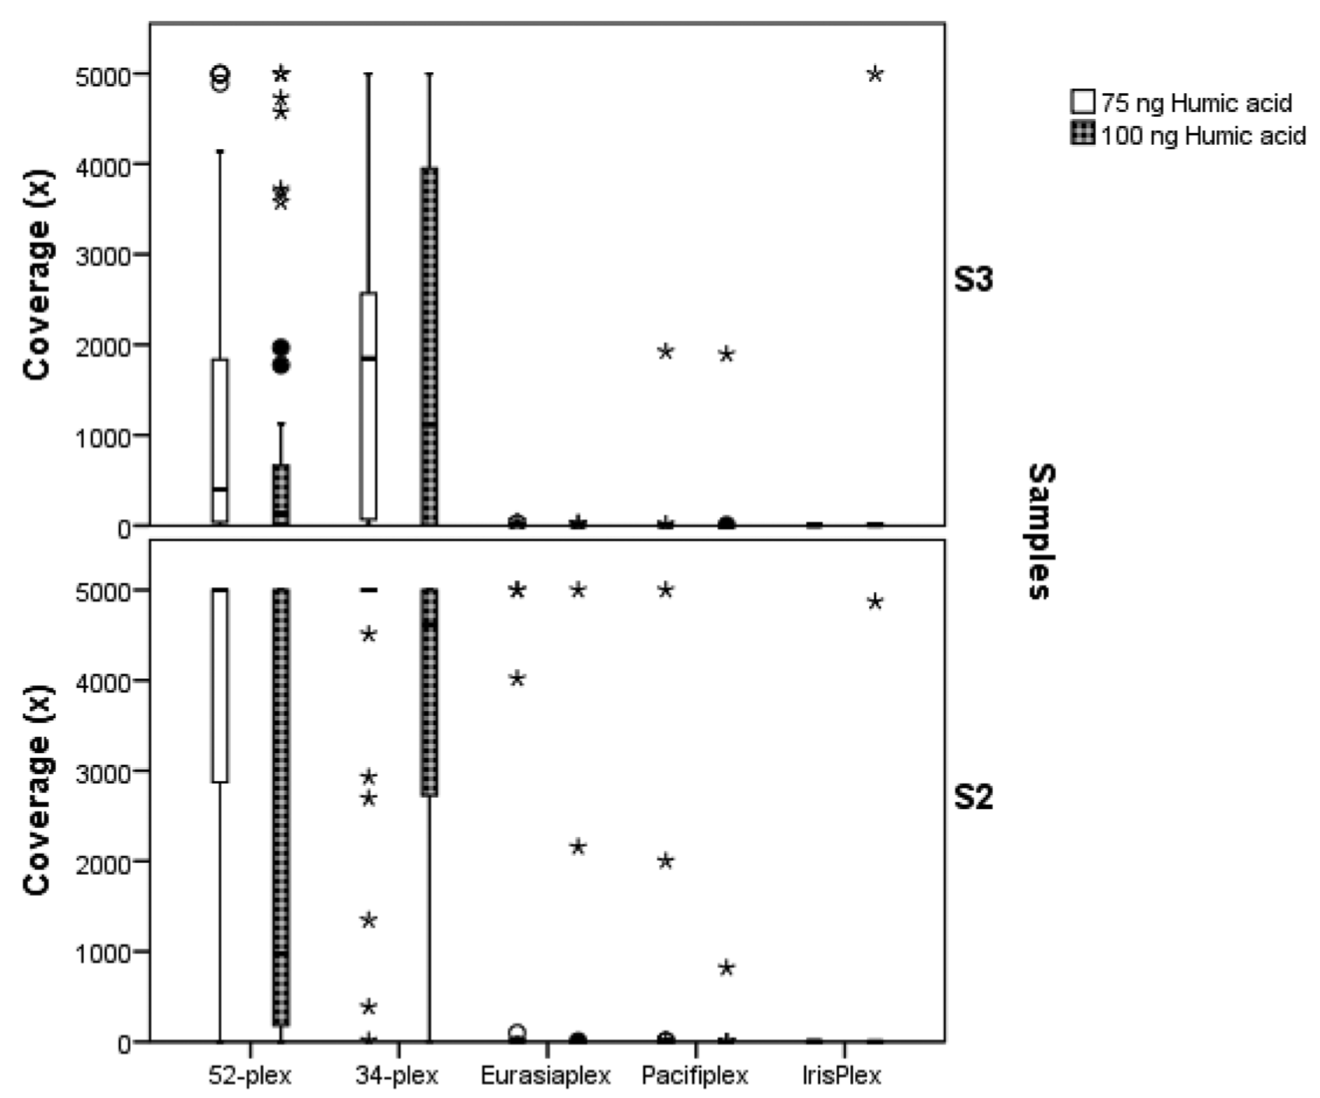 75 ng Humic acid
100 ng Humic acid
Coverage (x)
5000
4000
3000
2000
1000
0
S3
Samples
Coverage (x)
5000
4000
3000
2000
1000
0
S2
52-plex 34-plex Eurasiaplex Pacifiplex IrisPlex